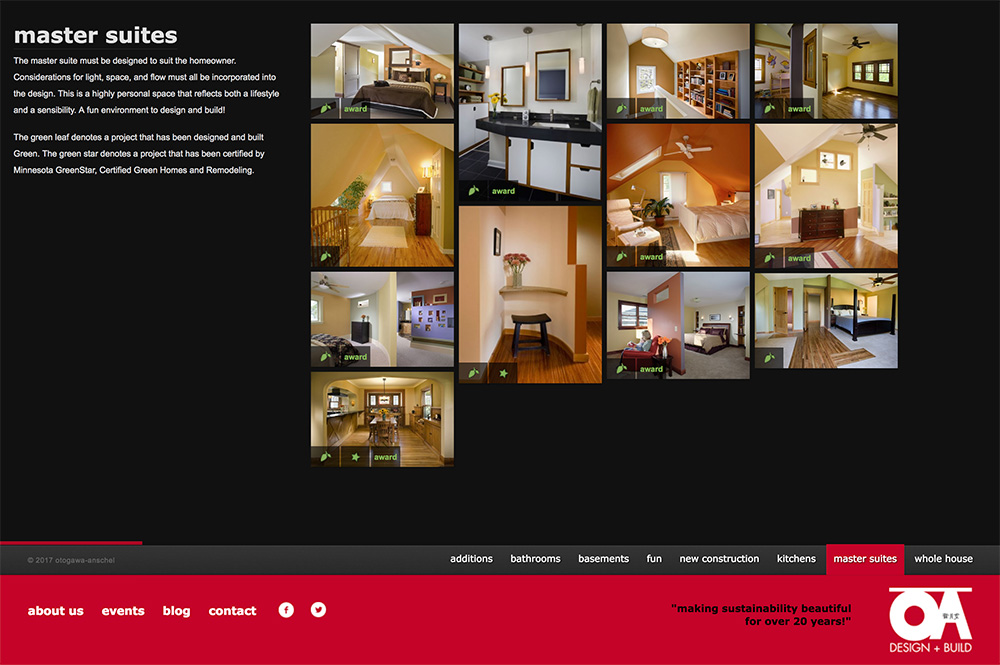 master suites
The master suite must be designed to suit the homeowner.
Considerations for light, space, and flow must all be incorporated into
the design. This is a highly personal space that reflects both a lifestyle
and a sensibility. A fun environment to design and build!
The green leaf denotes a project that has been designed and built
Green. The green star denotes a project that has been certified by
Minnesota GreenStar, Certified Green Homes and Remodeling.
award
award
award
award
award
award
award
award
award
© 2017 otogawa-anschel
additions bathrooms basements fun new construction kitchens master suites whole house
about us events blog contact
"making sustainability beautiful
for over 20 years!"
OA
DESIGN + BUILD